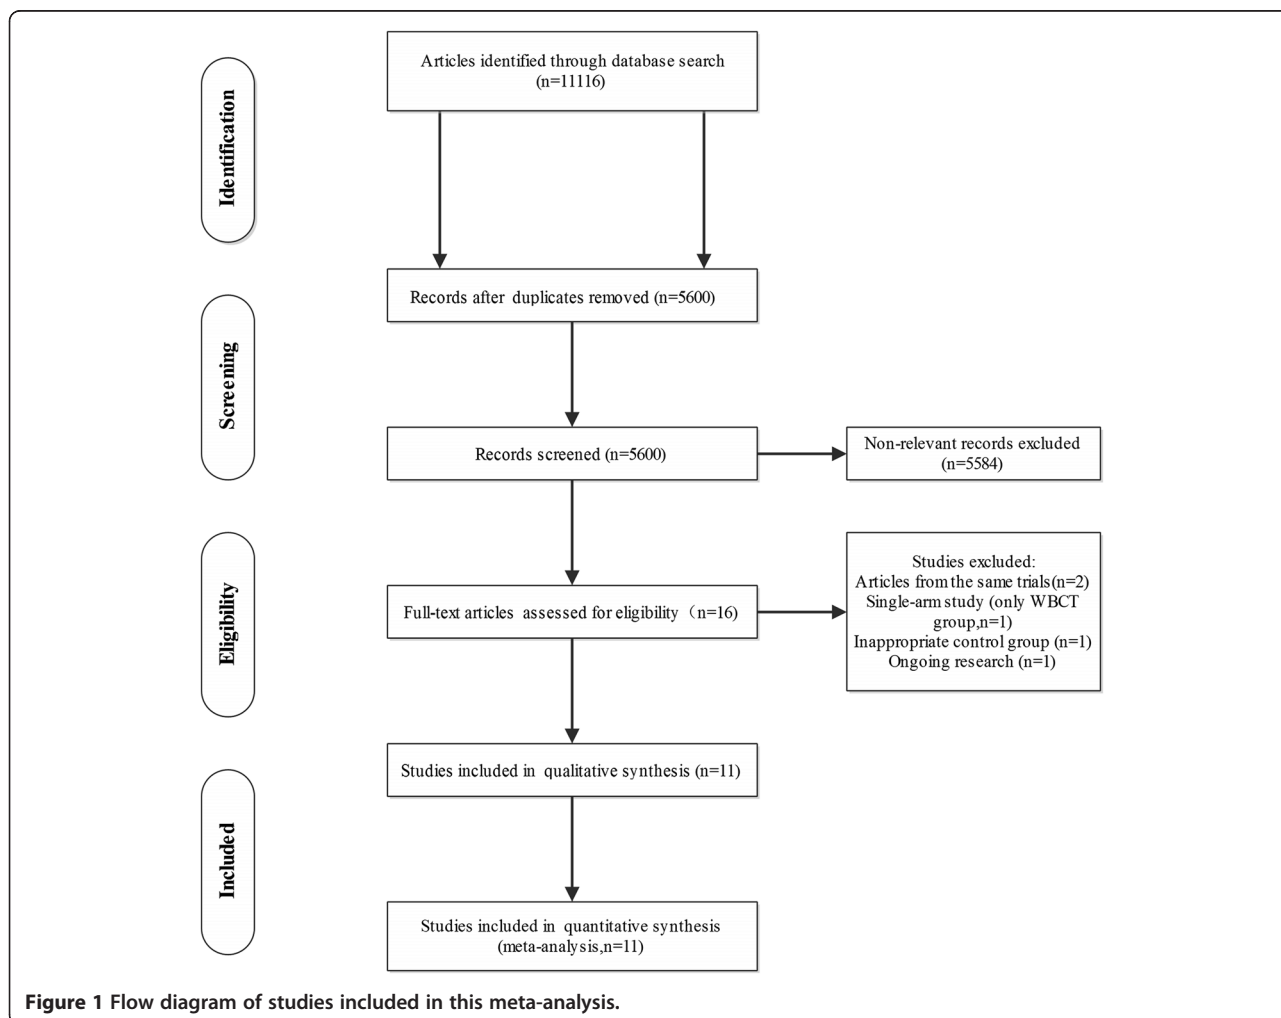 Identification
Articles identified through database search
(n=11116)
Records after duplicates removed (n=5600)
Screening
Records screened (n=5600)
Non-relevant records excluded
(n=5584)
Eligibility
Full-text articles assessed for eligibility（n=16)
Studies excluded:
Articles from the same trials(n=2)
Single-arm study (only WBCT
group,n=1)
Inappropriate control group (n=1)
Ongoing research (n=1)
Included
Studies included in qualitative synthesis (n=11)
Studies included in quantitative synthesis
(meta-analysis,n=11)
Figure 1 Flow diagram of studies included in this meta-analysis.